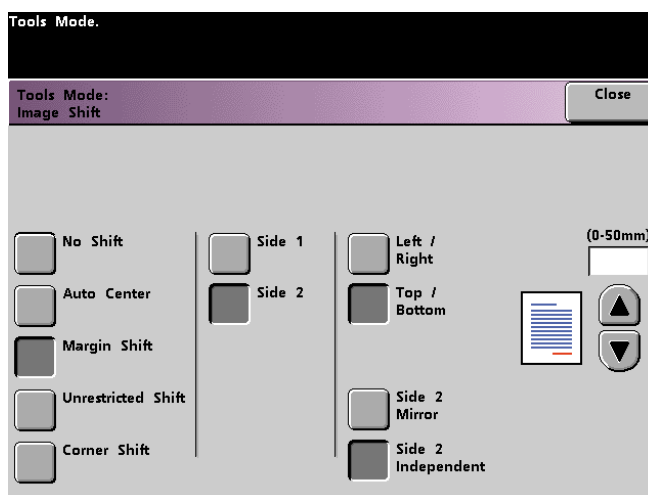 Tools Mode.
Tools Mode:
Image Shift
Close
No Shift
Auto Center
Margin Shift
Unrestricted Shift
Corner Shift
Side 1
Side 2
Left /
Right
Top /
Bottom
Side 2
Mirror
Side 2
Independent
(0-50mm)